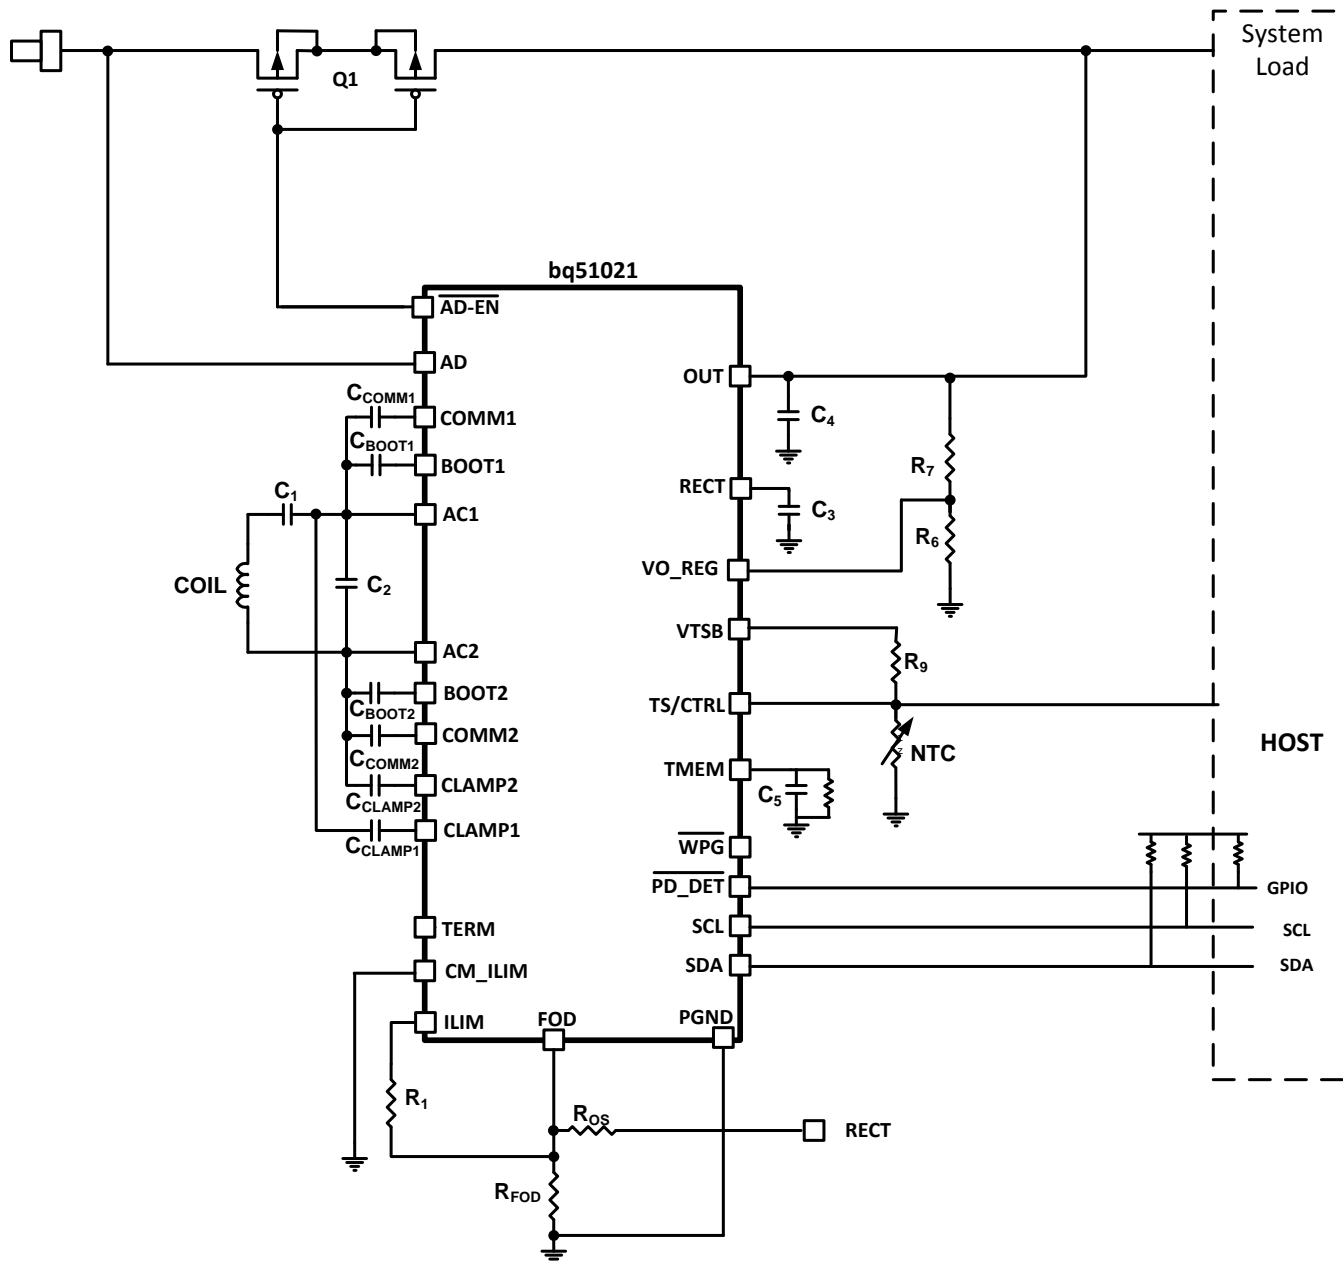 System
Load
Q1
bq51021
AD-EN
AD
OUT
CCOMM1
COMM1
C4
CBOOT1
BOOT1
R7
RECT
C1
AC1
C3
R6
VO_REG
COIL
C2
VTSB
AC2
R9
BOOT2
TS/CTRL
CBOOT2
COMM2
HOST
NTC
CCOMM2
TMEM
CLAMP2
C5
CCLAMP2
CLAMP1
CCLAMP1
WPG
PD_DET
GPIO
TERM
SCL
SCL
CM_ILIM
SDA
SDA
ILIM
FOD
PGND
R1
ROS
RECT
RFOD